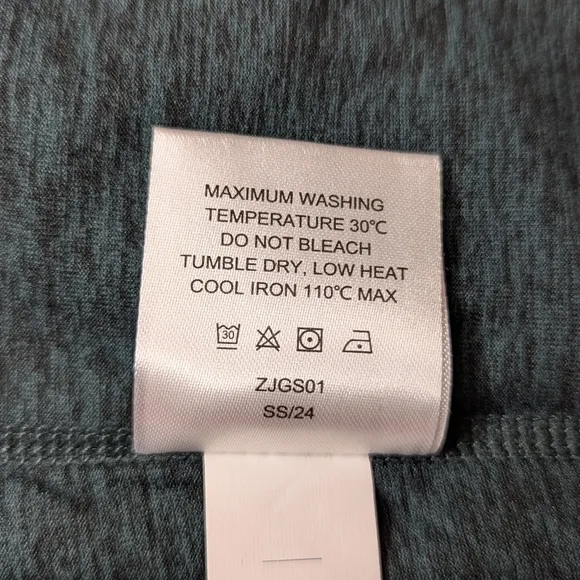 MAXIMUM WASHING
TEMPERATURE 30℃
DO NOT BLEACH
TUMBLE DRY, LOW HEAT
COOL IRON 110℃ MAX
30
ZJGS01
SS/24